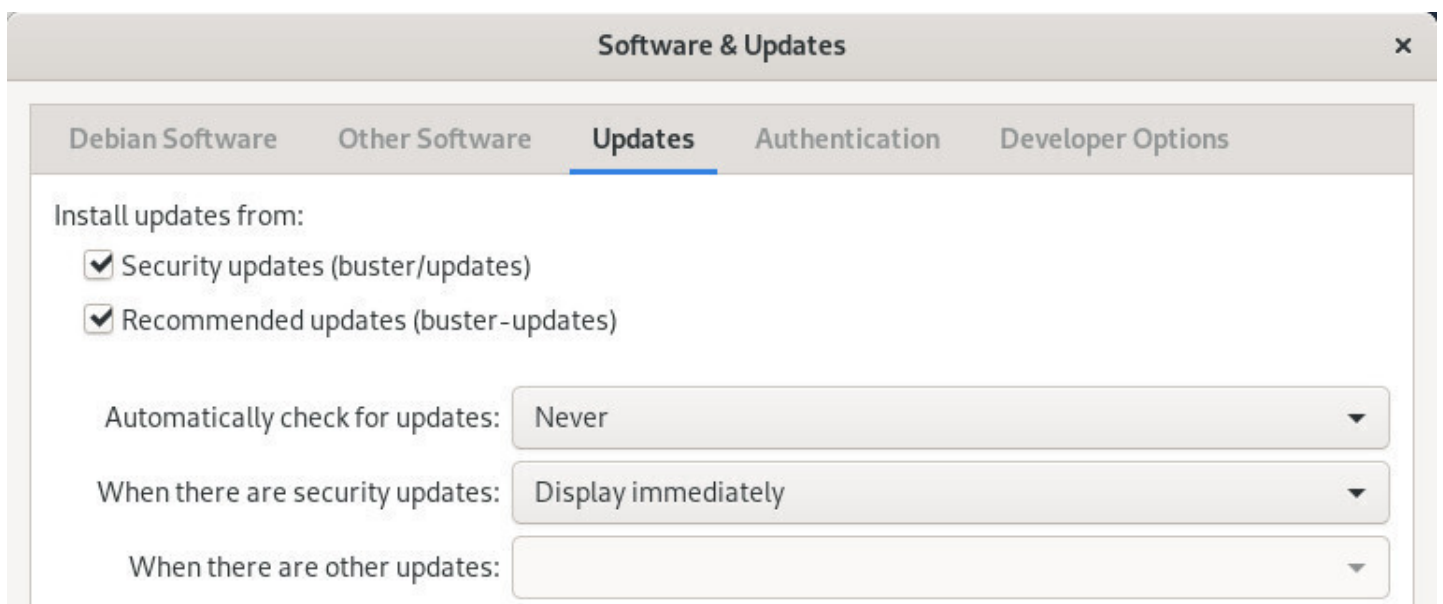 Software & Updates
Debian Software Other Software Updates Authentication Developer Options
Install updates from:
Security updates (buster/updates)
Recommended updates (buster-updates)
Automatically check for updates: Never
When there are security updates: Display immediately
When there are other updates: